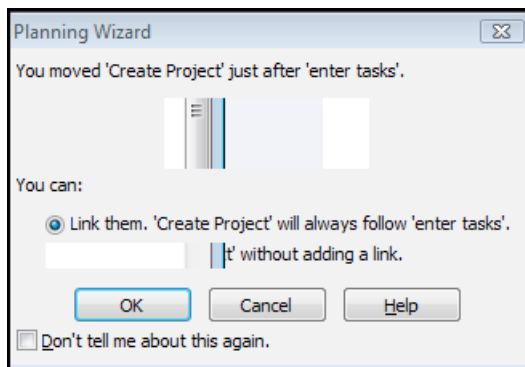 Planning Wizard
You moved 'Create Project' just after 'enter tasks'.
You can:
Link them. 'Create Project' will always follow 'enter tasks'.
t' without adding a link.
OK Cancel Help
Don't tell me about this again.